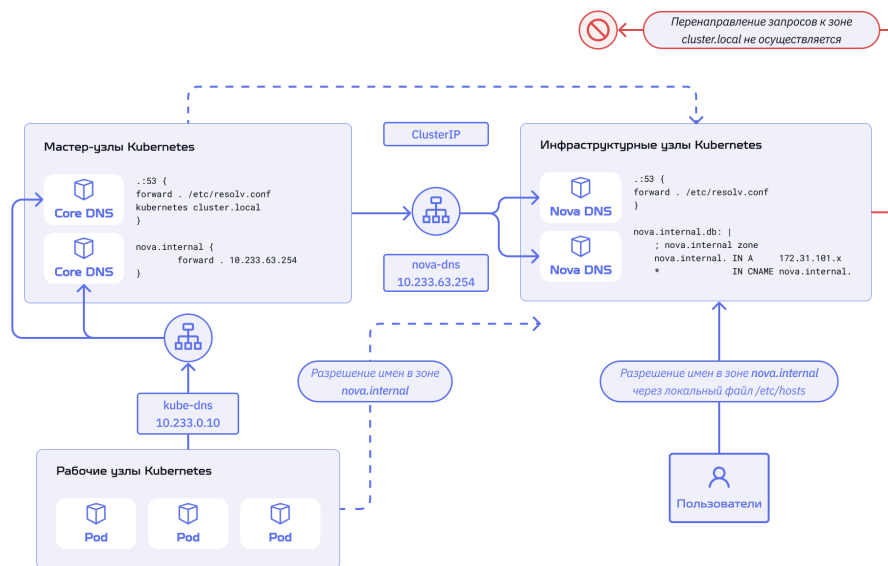 Перенаправление запросов к зоне
cluster.local не осуществляется
Мастер-узлы Kubernetes
Core DNS
.:53 {
forward . /etc/resolv.conf
kubernetes cluster.local
}
Core DNS
nova.internal {
forward . 10.233.63.254
}
ClusterIP
nova-dns
10.233.63.254
Инфраструктурные узлы Kubernetes
Nova DNS
.:53 {
forward . /etc/resolv.conf
}
Nova DNS
nova.internal.db: |
; nova.internal zone
nova.internal. IN A 172.31.101.x
* IN CNAME nova.internal.
kube-dns
10.233.0.10
Разрешение имен в зоне
nova.internal
Разрешение имен в зоне nova.internal
через локальный файл /etc/hosts
Рабочие узлы Kubernetes
Pod
Pod
Pod
Пользователи